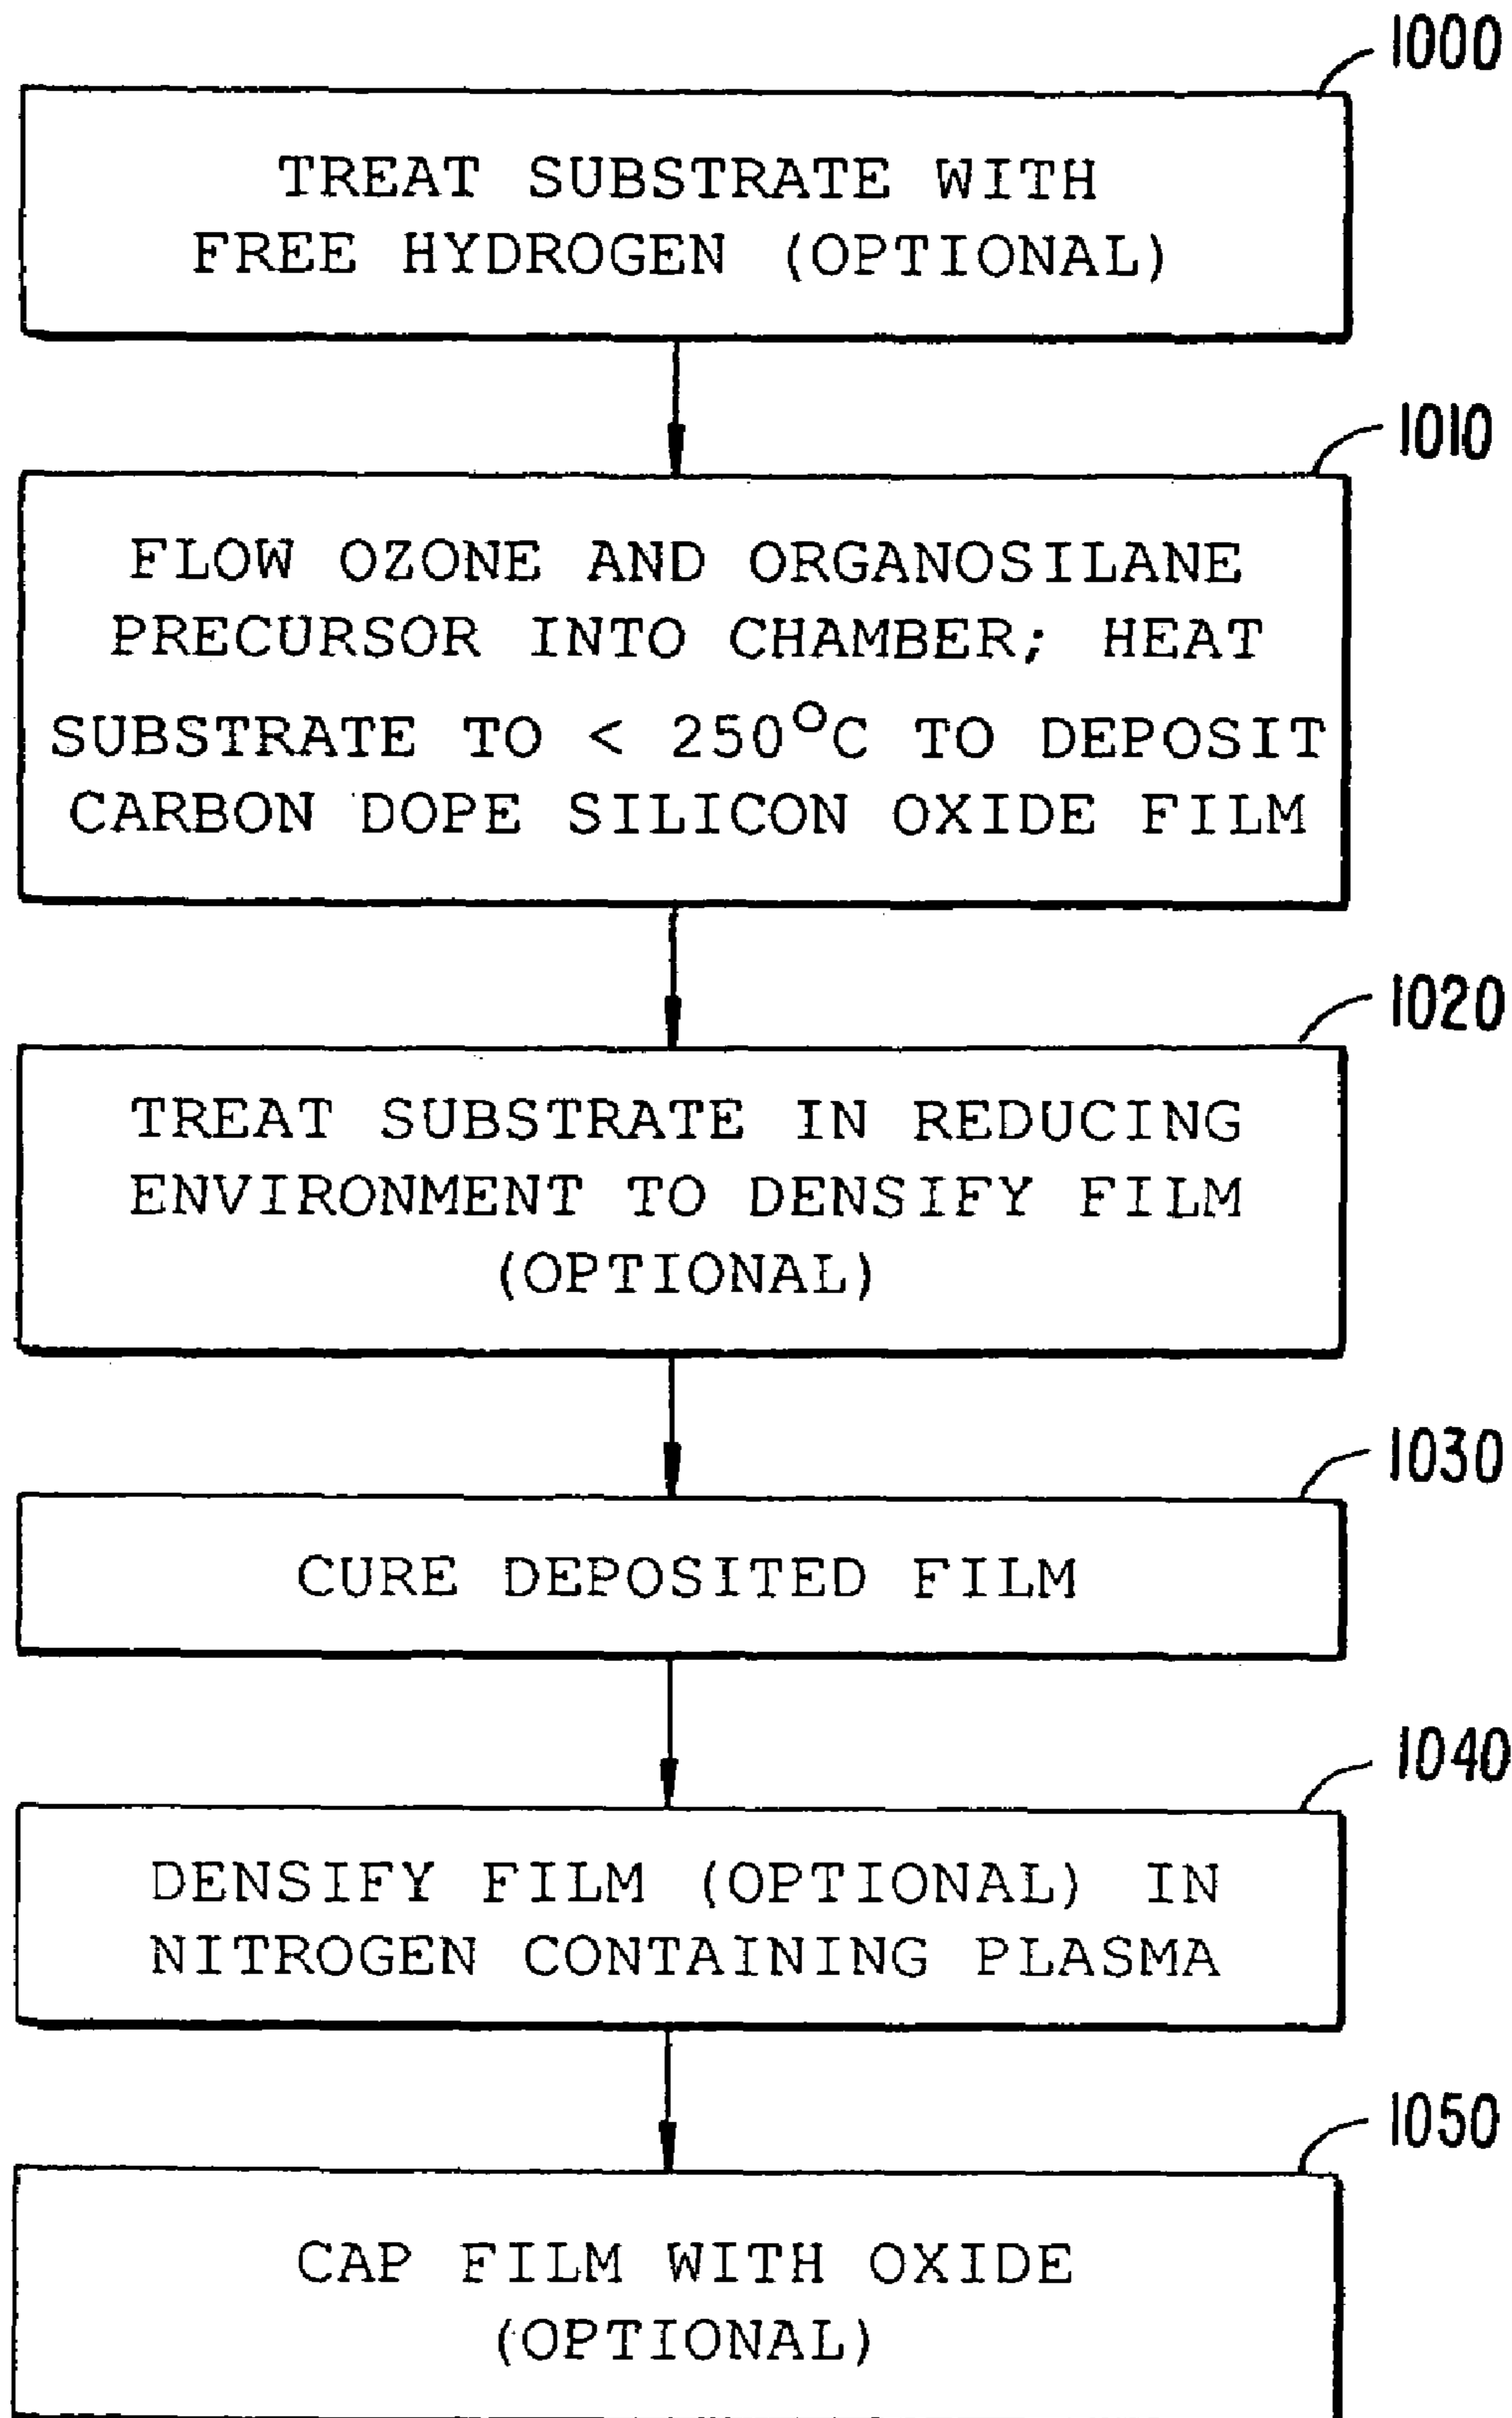 1000
TREAT SUBSTRATE WITH
FREE HYDROGEN (OPTIONAL)
1010
FLOW OZONE AND ORGANOSILANE
PRECURSOR INTO CHAMBER; HEAT
SUBSTRATE TO < 250°C TO DEPOSIT
CARBON DOPE SILICON OXIDE FILM
1020
TREAT SUBSTRATE IN REDUCING
ENVIRONMENT TO DENSIFY FILM
(OPTIONAL)
1030
CURE DEPOSITED FILM
1040
DENSIFY FILM (OPTIONAL) IN
NITROGEN CONTAINING PLASMA
1050
CAP FILM WITH OXIDE
(OPTIONAL)